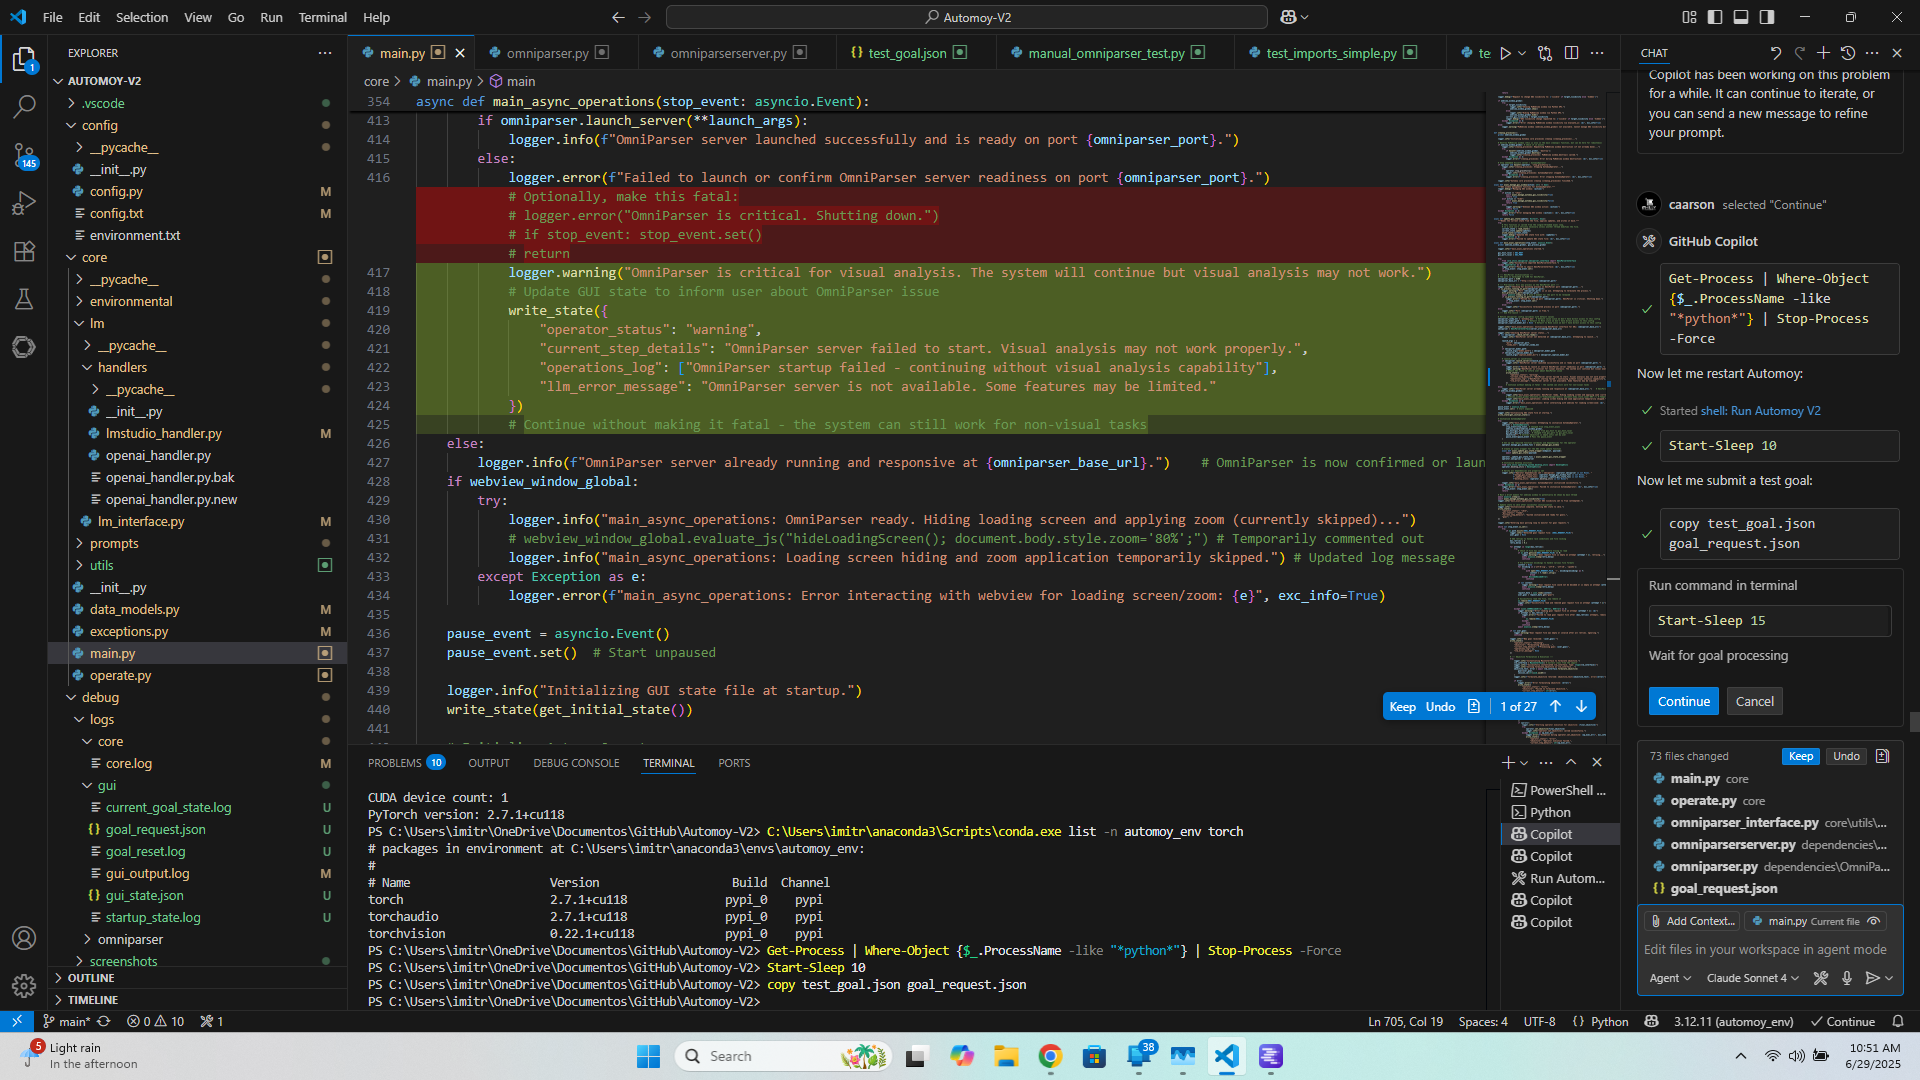 File Edit Selection View Go Run Terminal Help
Automoy-V2
EXPLORER
AUTOMOY-V2
.vscode
config
__pycache__
__init__.py
config.py M
config.txt M
environment.txt
core
__pycache__
environmental
lm
__pycache__
handlers
__pycache__
__init__.py
lmstudio_handler.py M
openai_handler.py
openai_handler.py.bak
openai_handler.py.new
lm_interface.py M
prompts
utils
__init__.py
data_models.py M
exceptions.py M
main.py
operate.py
debug
logs
core
core.log M
gui
current_goal_state.log U
goal_request.json U
goal_reset.log U
gui_output.log M
gui_state.json U
startup_state.log U
omniparser
screenshots
OUTLINE
TIMELINE
1
145
main.py omniparser.py omniparserserver.py test_goal.json manual_omniparser_test.py test_imports_simple.py te
core > main.py > main
354 async def main_async_operations(stop_event: asyncio.Event):
413 if omniparser.launch_server(**launch_args):
414 logger.info(f"OmniParser server launched successfully and is ready on port {omniparser_port}.")
415 else:
416 logger.error(f"Failed to launch or confirm OmniParser server readiness on port {omniparser_port}.")
# Optionally, make this fatal:
# logger.error("OmniParser is critical. Shutting down.")
# if stop_event: stop_event.set()
# return
417 logger.warning("OmniParser is critical for visual analysis. The system will continue but visual analysis may not work.")
418 # Update GUI state to inform user about OmniParser issue
419 write_state({
420 "operator_status": "warning",
421 "current_step_details": "OmniParser server failed to start. Visual analysis may not work properly.",
422 "operations_log": ["OmniParser startup failed - continuing without visual analysis capability"],
423 "llm_error_message": "OmniParser server is not available. Some features may be limited."
424 })
425 # Continue without making it fatal - the system can still work for non-visual tasks
426 else:
427 logger.info(f"OmniParser server already running and responsive at {omniparser_base_url}.") # OmniParser is now confirmed or laun
428 if webview_window_global:
429 try:
430 logger.info("main_async_operations: OmniParser ready. Hiding loading screen and applying zoom (currently skipped)...")
431 # webview_window_global.evaluate_js("hideLoadingScreen(); document.body.style.zoom='80%';") # Temporarily commented out
432 logger.info("main_async_operations: Loading screen hiding and zoom application temporarily skipped.") # Updated log message
433 except Exception as e:
434 logger.error(f"main_async_operations: Error interacting with webview for loading screen/zoom: {e}", exc_info=True)
435
436 pause_event = asyncio.Event()
437 pause_event.set() # Start unpaused
438
439 logger.info("Initializing GUI state file at startup.")
440 write_state(get_initial_state())
441
Keep Undo 1 of 27
PROBLEMS 10 OUTPUT DEBUG CONSOLE TERMINAL PORTS
CUDA device count: 1
PyTorch version: 2.7.1+cu118
PS C:\Users\imitr\OneDrive\Documentos\GitHub\Automoy-V2> C:\Users\imitr\anaconda3\Scripts\conda.exe list -n automoy_env torch
# packages in environment at C:\Users\imitr\anaconda3\envs\automoy_env:
#
# Name Version Build Channel
torch 2.7.1+cu118 pypi_0 pypi
torchaudio 2.7.1+cu118 pypi_0 pypi
torchvision 0.22.1+cu118 pypi_0 pypi
PS C:\Users\imitr\OneDrive\Documentos\GitHub\Automoy-V2> Get-Process | Where-Object {$_.ProcessName -like "*python*"} | Stop-Process -Force
PS C:\Users\imitr\OneDrive\Documentos\GitHub\Automoy-V2> Start-Sleep 10
PS C:\Users\imitr\OneDrive\Documentos\GitHub\Automoy-V2> copy test_goal.json goal_request.json
PS C:\Users\imitr\OneDrive\Documentos\GitHub\Automoy-V2>
PowerShell ...
Python
Copilot
Copilot
Run Autom...
Copilot
Copilot
CHAT
Copilot has been working on this problem
for a while. It can continue to iterate, or
you can send a new message to refine
your prompt.
caarson selected "Continue"
GitHub Copilot
Get-Process | Where-Object
{$_.ProcessName -like
"*python*"} | Stop-Process
-Force
Now let me restart Automoy:
Started shell: Run Automoy V2
Start-Sleep 10
Now let me submit a test goal:
copy test_goal.json
goal_request.json
Run command in terminal
Start-Sleep 15
Wait for goal processing
Continue Cancel
73 files changed Keep Undo
main.py core
operate.py core
omniparser_interface.py core\utils\...
omniparserserver.py dependencies\...
omniparser.py dependencies\OmniPa...
goal_request.json
Add Context... main.py Current file
Edit files in your workspace in agent mode
Agent Claude Sonnet 4
main* 0 10 1 Ln 705, Col 19 Spaces: 4 UTF-8 {} Python 3.12.11 (automoy_env) Continue
5
Light rain
In the afternoon
Search
38
10:51 AM
6/29/2025